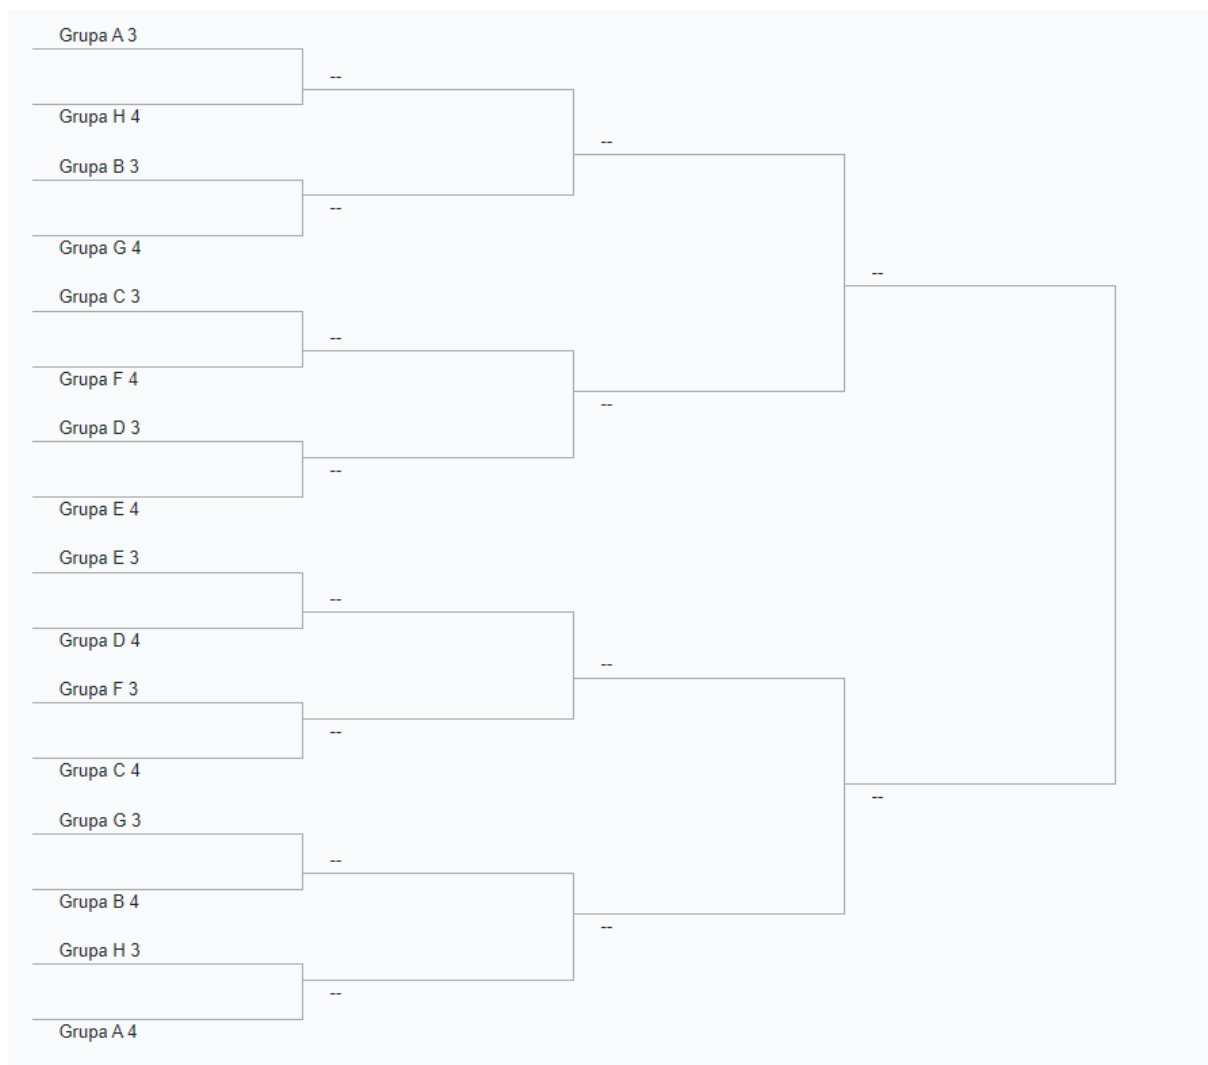 Grupa A 3
--
Grupa H 4
--
Grupa B 3
--
Grupa G 4
--
Grupa C 3
--
Grupa F 4
--
Grupa D 3
--
Grupa E 4
Grupa E 3
--
Grupa D 4
--
Grupa F 3
--
Grupa C 4
--
Grupa G 3
--
Grupa B 4
--
Grupa H 3
--
Grupa A 4